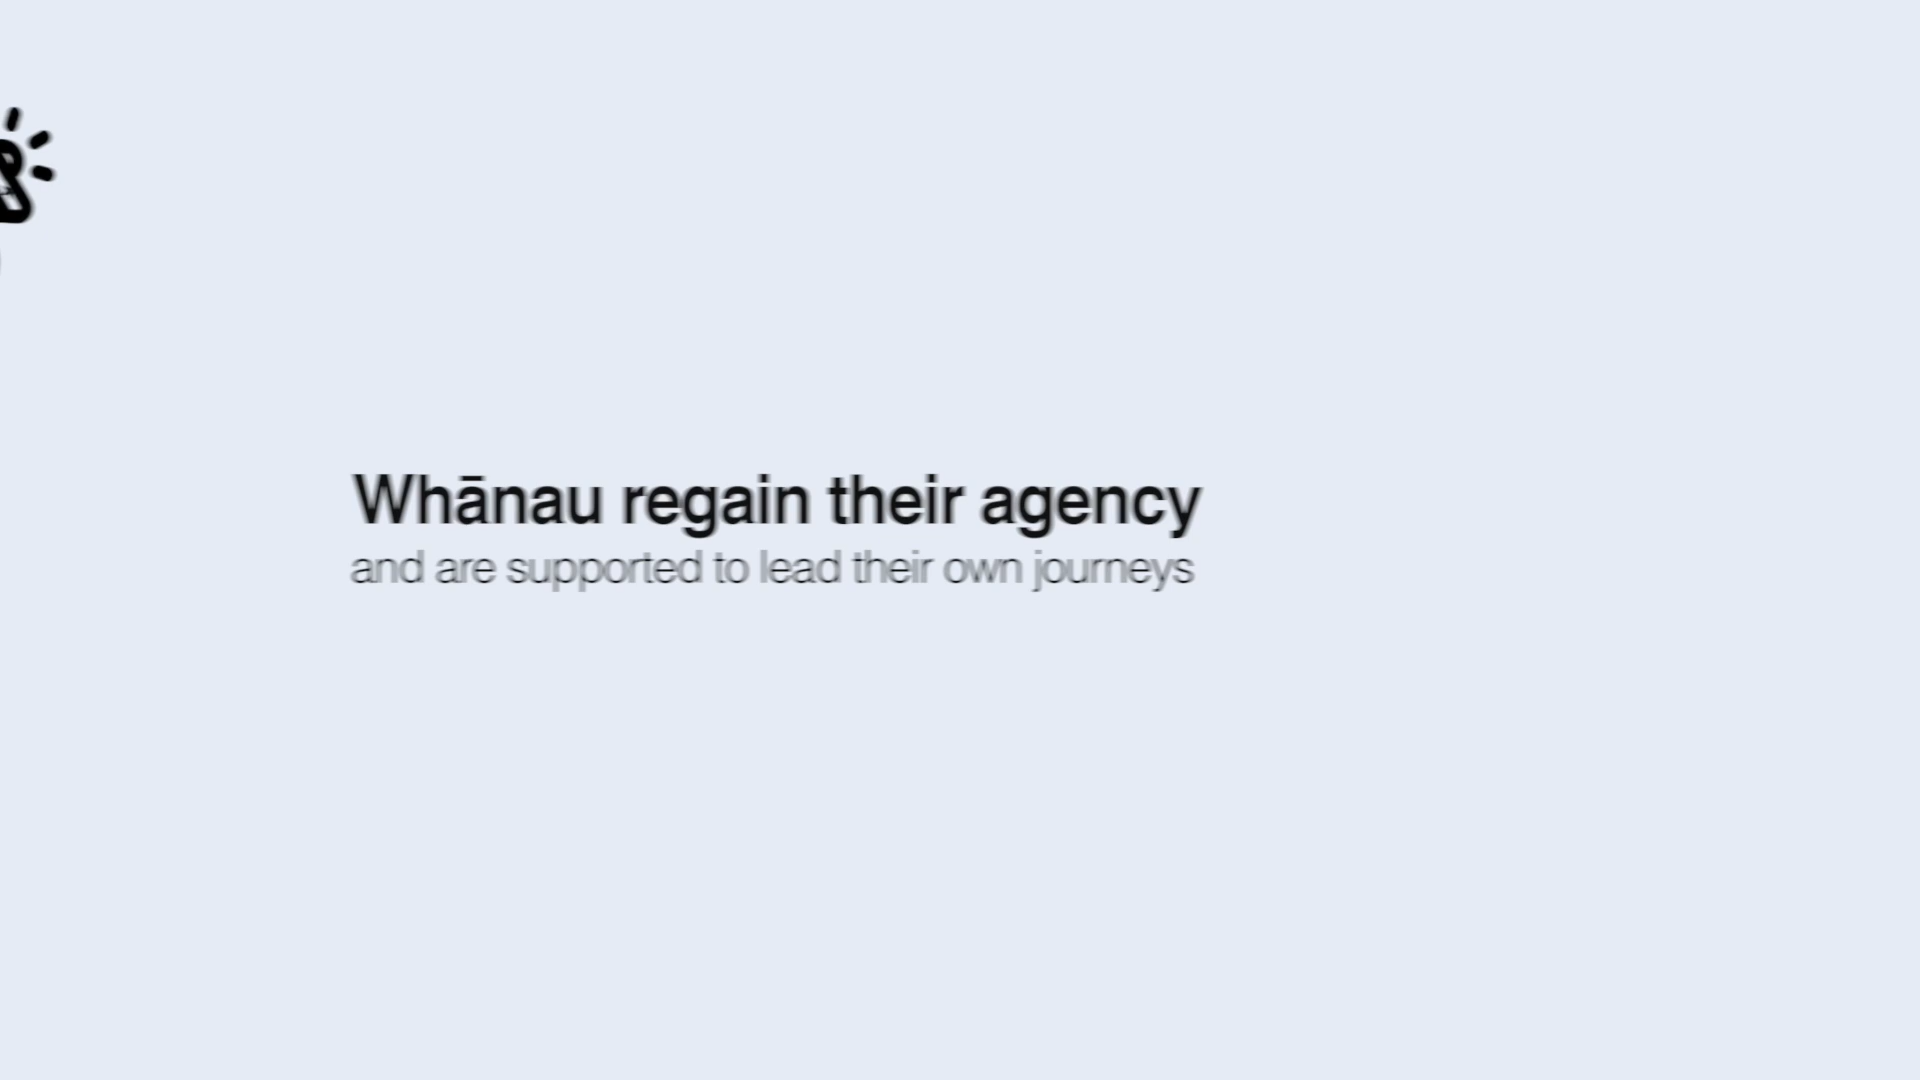 Whānau regain their agency
and are supported to lead their own journeys